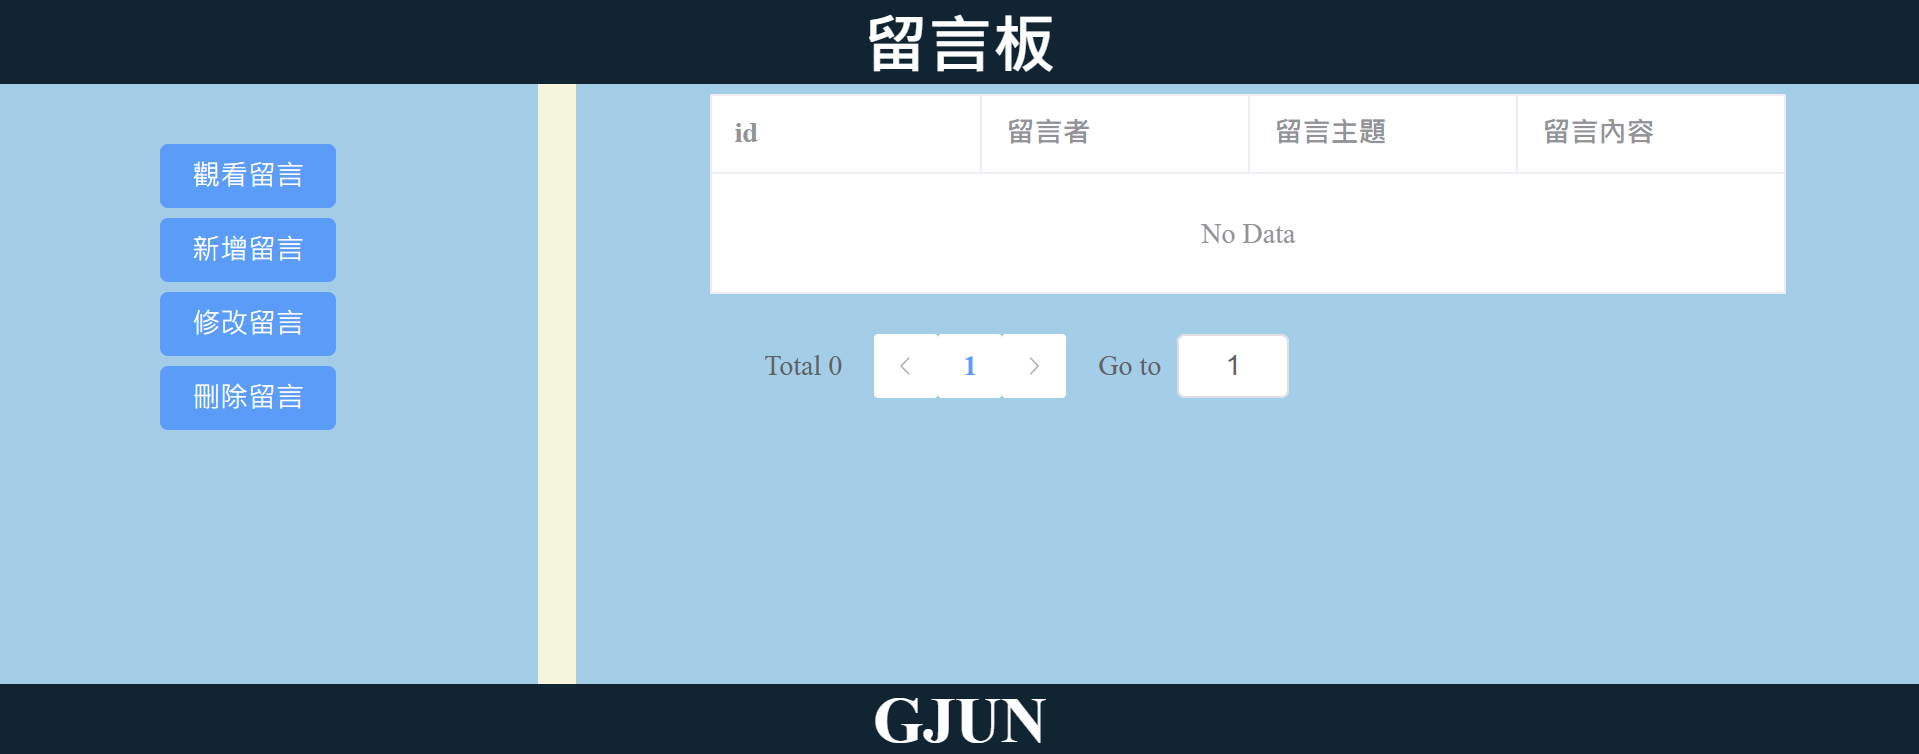 留言板
觀看留言
新增留言
修改留言
刪除留言
id 留言者 留言主題 留言內容
No Data
Total 0 1 Go to 1
GJUN